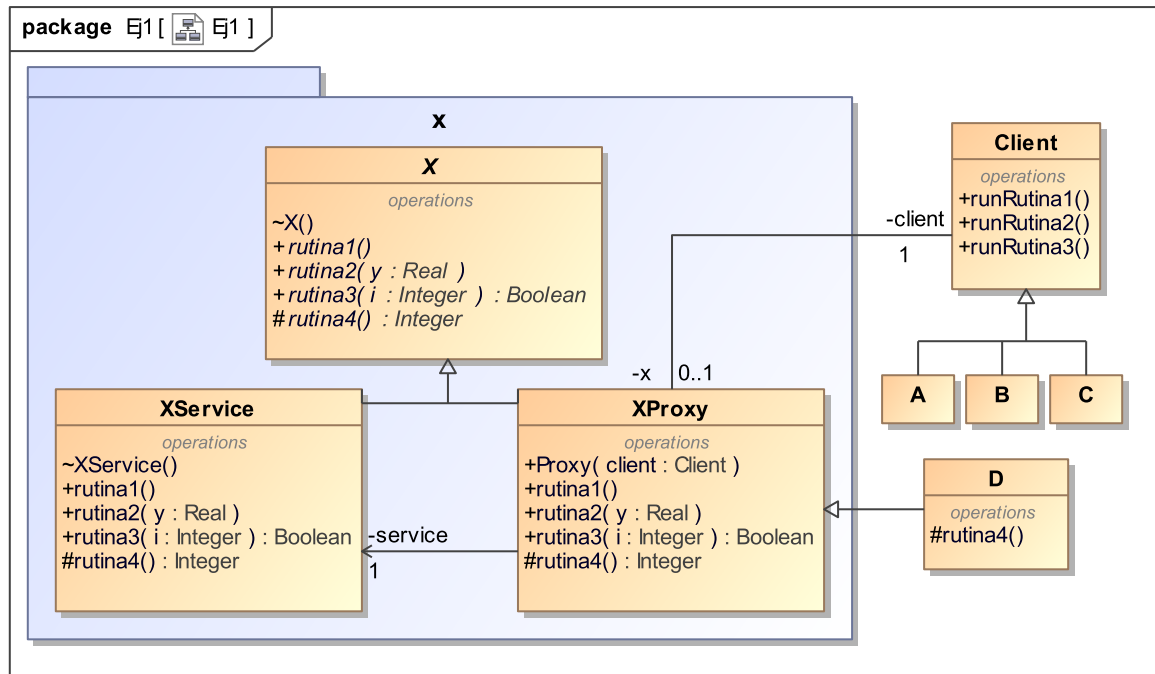 package Ej1 [ Ej1 ]
x
X
operations
~X()
+rutina1()
+rutina2( y : Real )
+rutina3( i : Integer ) : Boolean
#rutina4() : Integer
Client
operations
+runRutina1()
+runRutina2()
+runRutina3()
-client
1
-x 0..1
A
B
C
XService
operations
~XService()
+rutina1()
+rutina2( y : Real )
+rutina3( i : Integer ) : Boolean
#rutina4() : Integer
-service
1
XProxy
operations
+Proxy( client : Client )
+rutina1()
+rutina2( y : Real )
+rutina3( i : Integer ) : Boolean
#rutina4() : Integer
D
operations
#rutina4()